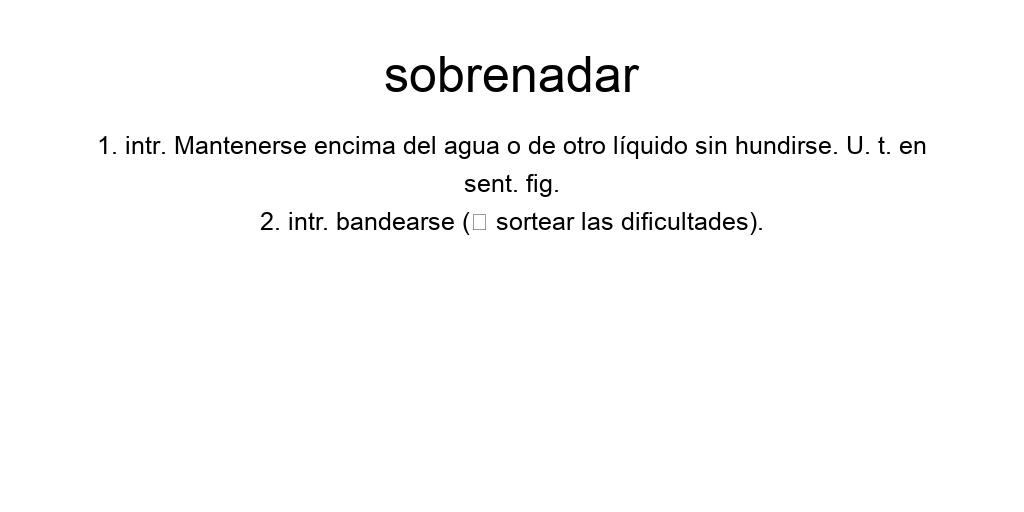 sobrenadar
1. intr. Mantenerse encima del agua o de otro líquido sin hundirse. U. t. en
sent. fig.
2. intr. bandearse (□ sortear las dificultades).